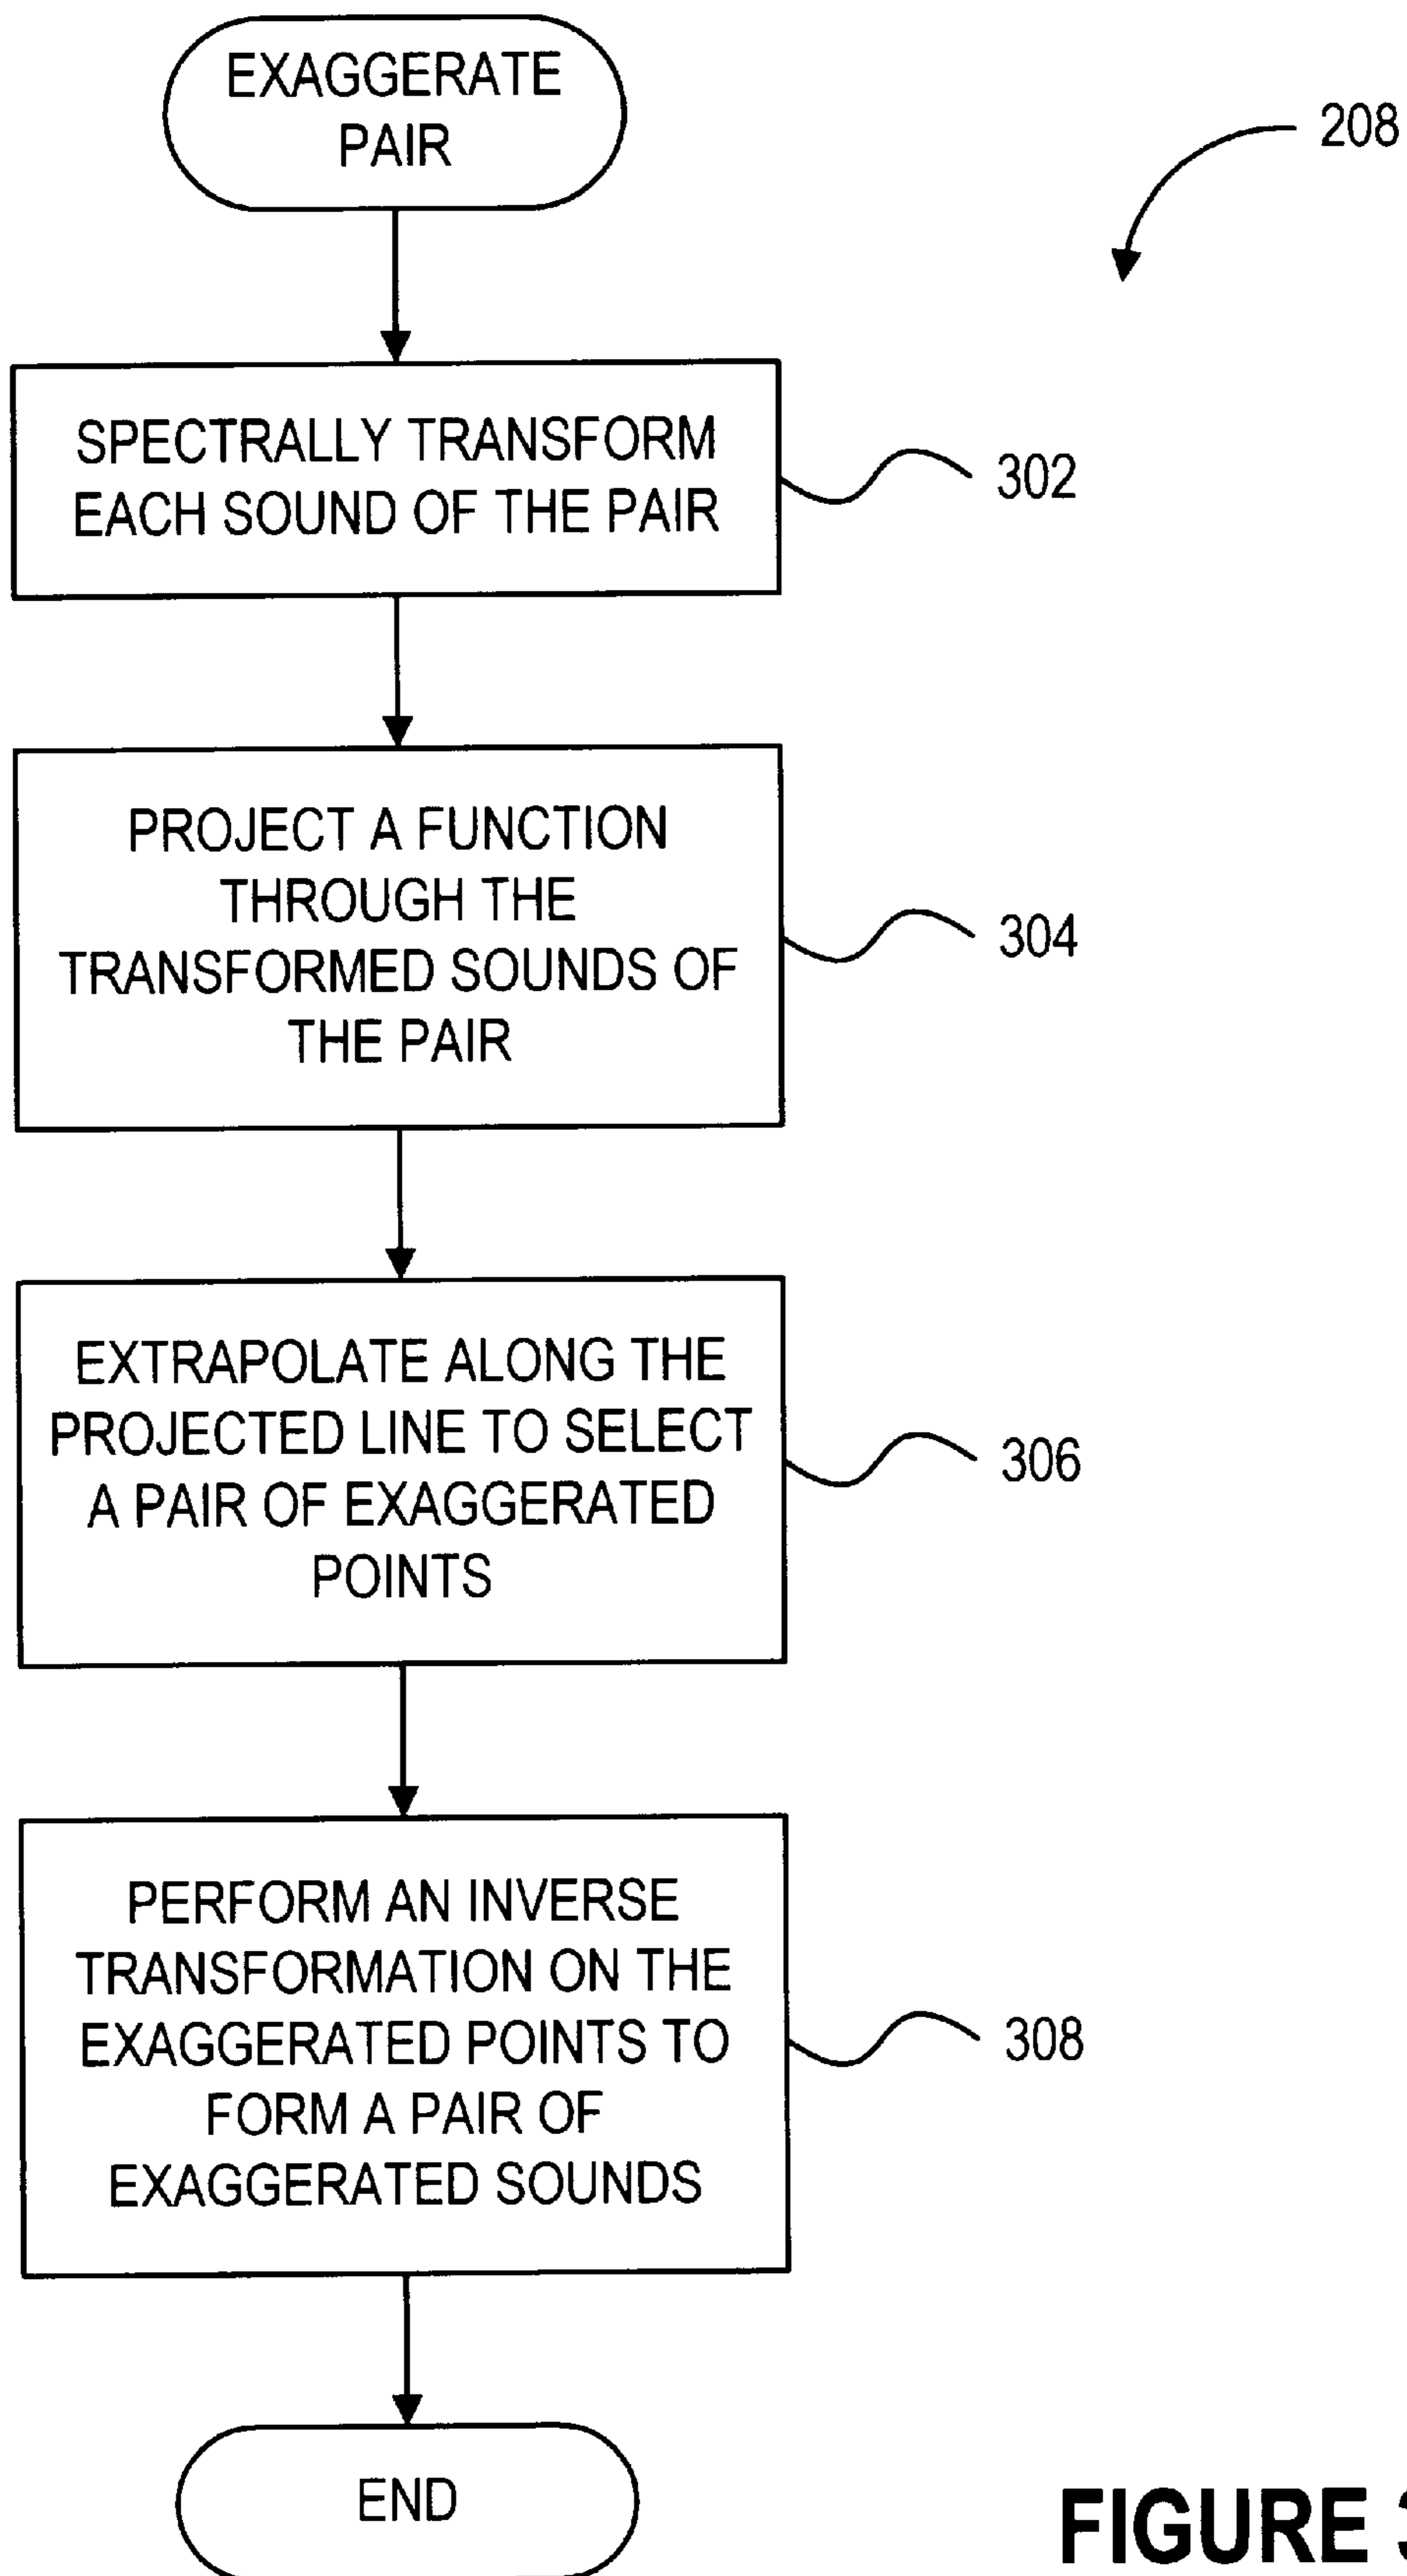 EXAGGERATE
PAIR
208
SPECTRALLY TRANSFORM
EACH SOUND OF THE PAIR
302
PROJECT A FUNCTION
THROUGH THE
TRANSFORMED SOUNDS OF
THE PAIR
304
EXTRAPOLATE ALONG THE
PROJECTED LINE TO SELECT
A PAIR OF EXAGGERATED
POINTS
306
PERFORM AN INVERSE
TRANSFORMATION ON THE
EXAGGERATED POINTS TO
FORM A PAIR OF
EXAGGERATED SOUNDS
308
END
FIGURE 3